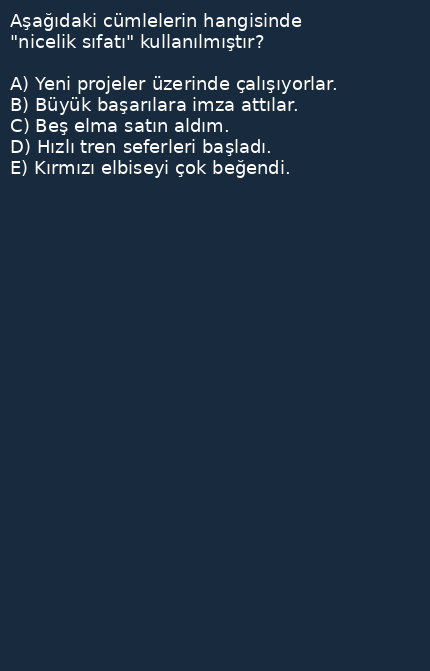 Aşağıdaki cümlelerin hangisinde
"nicelik sıfatı" kullanılmıştır?
A) Yeni projeler üzerinde çalışıyorlar.
B) Büyük başarılara imza attılar.
C) Beş elma satın aldım.
D) Hızlı tren seferleri başladı.
E) Kırmızı elbiseyi çok beğendi.